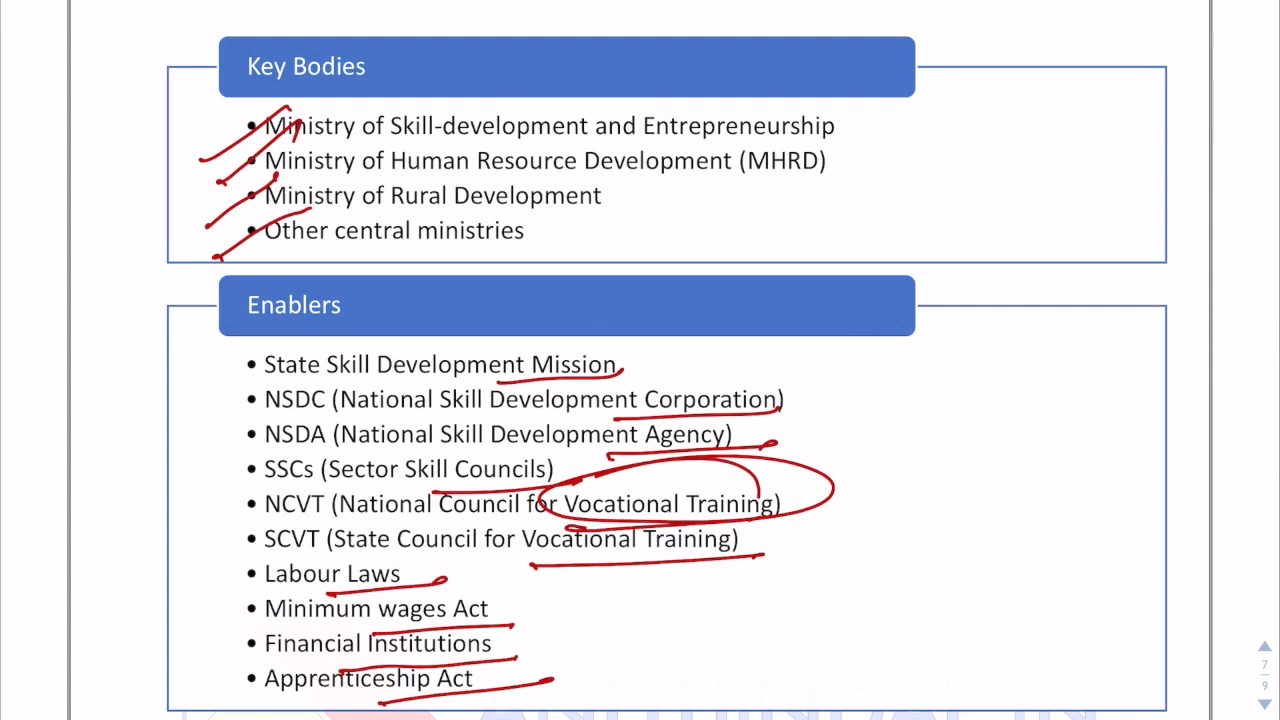 Key Bodies
• Ministry of Skill-development and Entrepreneurship
• Ministry of Human Resource Development (MHRD)
• Ministry of Rural Development
• Other central ministries
Enablers
• State Skill Development Mission
• NSDC (National Skill Development Corporation)
• NSDA (National Skill Development Agency)
• SSCs (Sector Skill Councils)
• NCVT (National Council for Vocational Training)
• SCVT (State Council for Vocational Training)
• Labour Laws
• Minimum wages Act
• Financial Institutions
• Apprenticeship Act
7
9